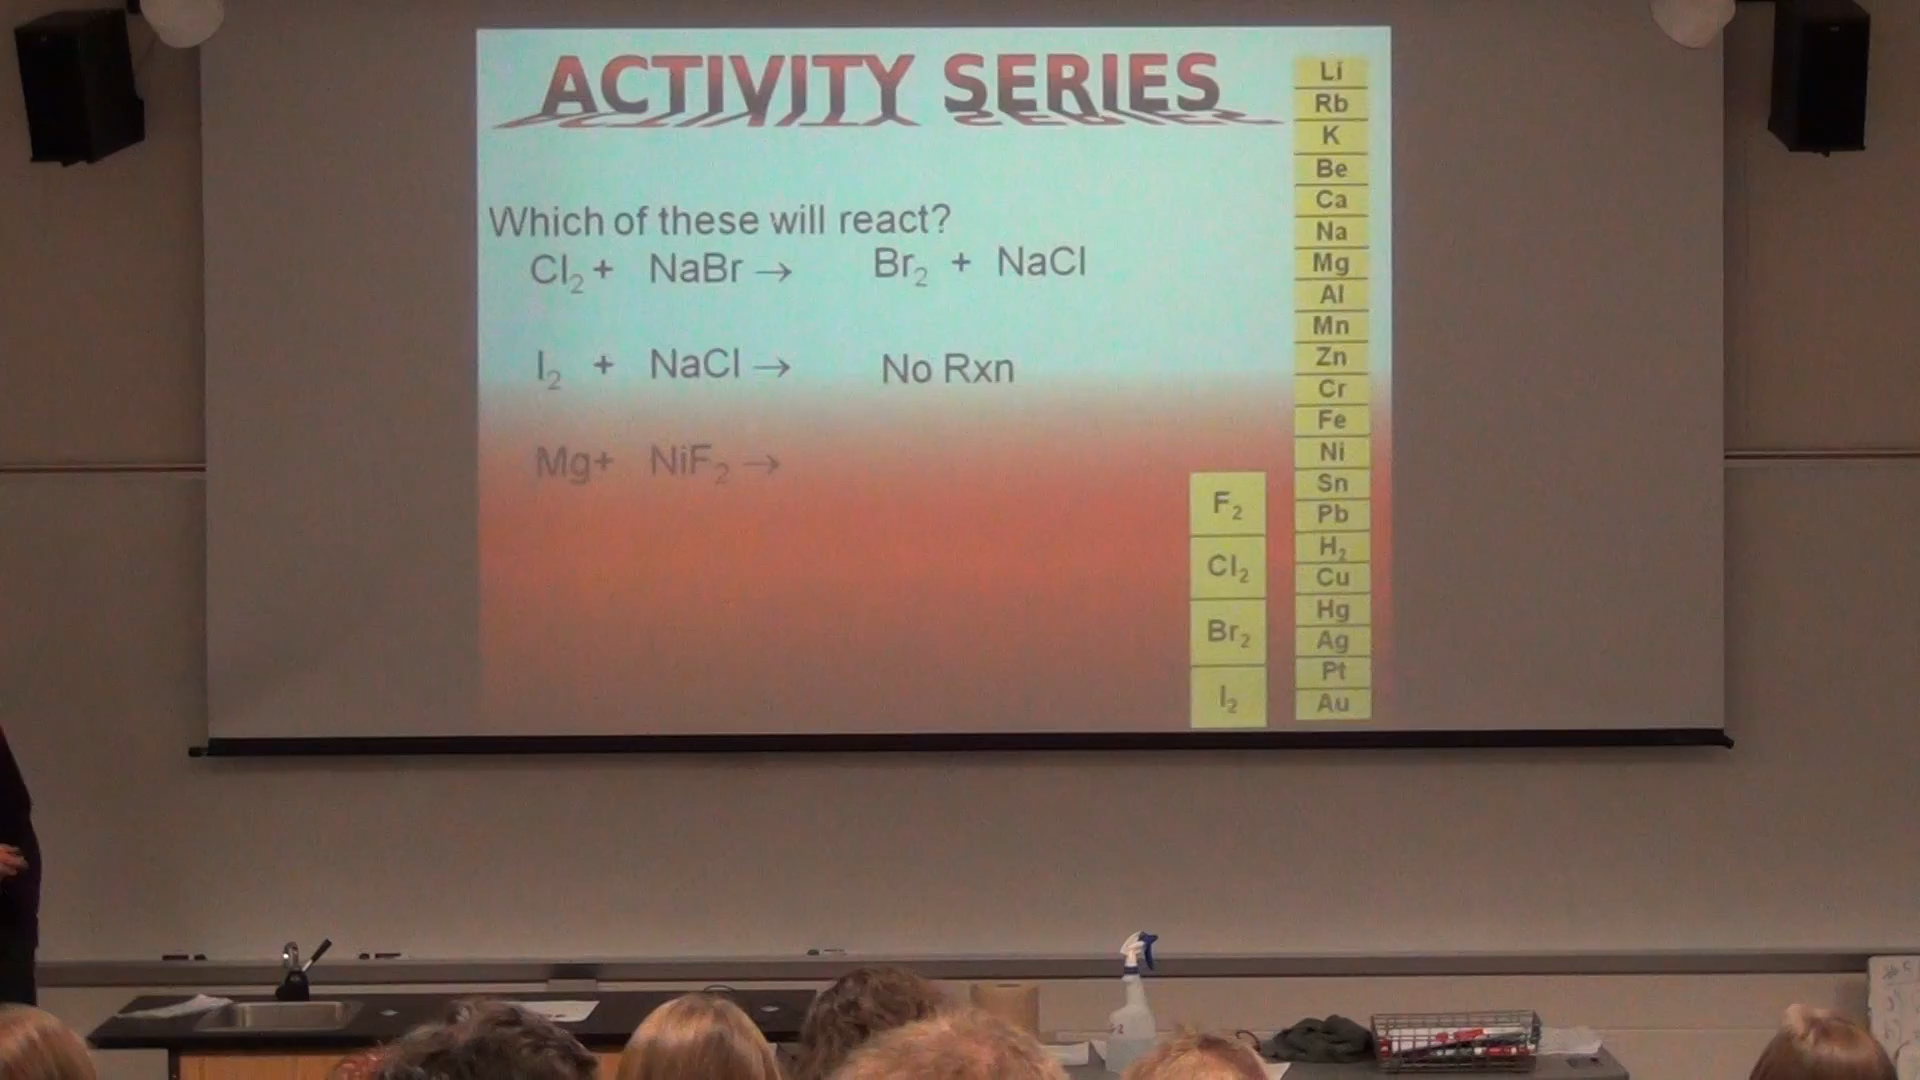 ACTIVITY SERIES
Which of these will react?
Cl₂ + NaBr → Br₂ + NaCl
I₂ + NaCl → No Rxn
Mg+ NiF₂ →
F₂
Cl₂
Br₂
I₂
Li
Rb
K
Be
Ca
Na
Mg
Al
Mn
Zn
Cr
Fe
Ni
Sn
Pb
H₂
Cu
Hg
Ag
Pt
Au